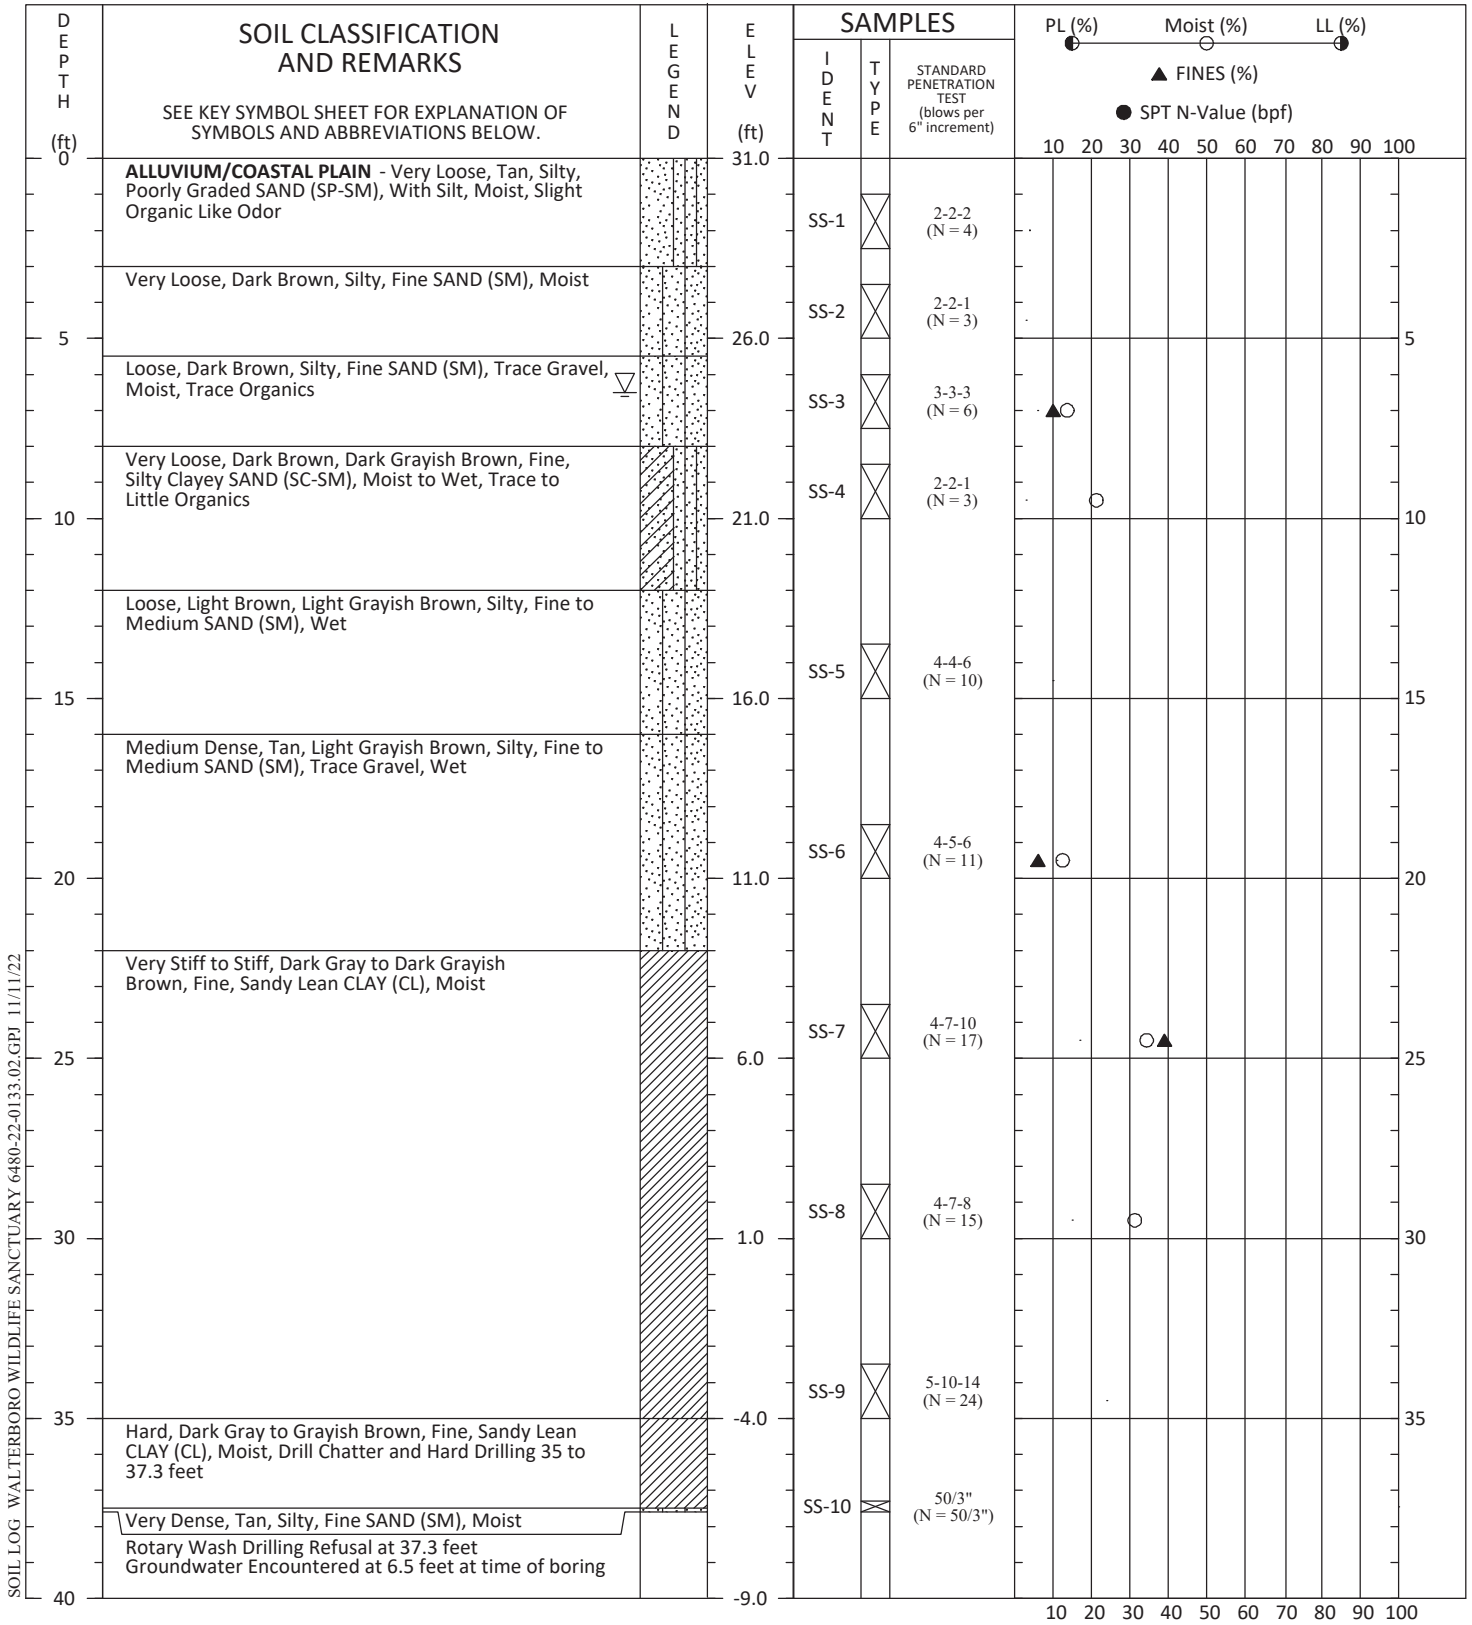 DEPTH
(ft)
SOIL CLASSIFICATION
AND REMARKS
SEE KEY SYMBOL SHEET FOR EXPLANATION OF
SYMBOLS AND ABBREVIATIONS BELOW.
LEGEND
ELEV
(ft)
SAMPLES
IDENT
TYPE
STANDARD
PENETRATION
TEST
(blows per
6" increment)
PL (%) Moist (%) LL (%)
FINES (%)
SPT N-Value (bpf)
10 20 30 40 50 60 70 80 90 100
0
31.0
ALLUVIUM/COASTAL PLAIN - Very Loose, Tan, Silty,
Poorly Graded SAND (SP-SM), With Silt, Moist, Slight
Organic Like Odor
SS-1
2-2-2
(N = 4)
Very Loose, Dark Brown, Silty, Fine SAND (SM), Moist
SS-2
2-2-1
(N = 3)
5
26.0
5
Loose, Dark Brown, Silty, Fine SAND (SM), Trace Gravel,
Moist, Trace Organics
SS-3
3-3-3
(N = 6)
Very Loose, Dark Brown, Dark Grayish Brown, Fine,
Silty Clayey SAND (SC-SM), Moist to Wet, Trace to
Little Organics
SS-4
2-2-1
(N = 3)
10
21.0
10
Loose, Light Brown, Light Grayish Brown, Silty, Fine to
Medium SAND (SM), Wet
SS-5
4-4-6
(N = 10)
15
16.0
15
Medium Dense, Tan, Light Grayish Brown, Silty, Fine to
Medium SAND (SM), Trace Gravel, Wet
SS-6
4-5-6
(N = 11)
20
11.0
20
Very Stiff to Stiff, Dark Gray to Dark Grayish
Brown, Fine, Sandy Lean CLAY (CL), Moist
SS-7
4-7-10
(N = 17)
25
6.0
25
SS-8
4-7-8
(N = 15)
30
1.0
30
SS-9
5-10-14
(N = 24)
35
-4.0
35
Hard, Dark Gray to Grayish Brown, Fine, Sandy Lean
CLAY (CL), Moist, Drill Chatter and Hard Drilling 35 to
37.3 feet
SS-10
50/3"
(N = 50/3")
Very Dense, Tan, Silty, Fine SAND (SM), Moist
Rotary Wash Drilling Refusal at 37.3 feet
Groundwater Encountered at 6.5 feet at time of boring
40
-9.0
10 20 30 40 50 60 70 80 90 100
SOIL LOG WALTERBORO WILDLIFE SANCTUARY 6480-22-0133.02.GPJ 11/11/22